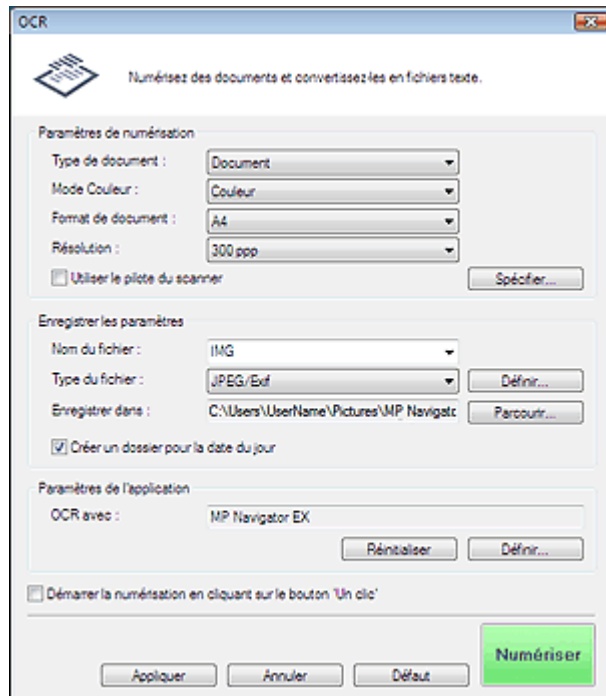 OCR
Numérisez des documents et convertissez-les en fichiers texte.
Paramètres de numérisation
Type de document : Document
Mode Couleur : Couleur
Format de document : A4
Résolution : 300 ppp
Utiliser le pilote du scanner Spécifier...
Enregistrer les paramètres
Nom du fichier : IMG
Type du fichier : JPEG/Exif Définir...
Enregistrer dans : C:\Users\UserName\Pictures\MP Navigatc Parcourir...
Créer un dossier pour la date du jour
Paramètres de l'application
OCR avec : MP Navigator EX
Réinitialiser Définir...
Démarrer la numérisation en cliquant sur le bouton 'Un clic'
Numériser
Appliquer Annuler Défaut